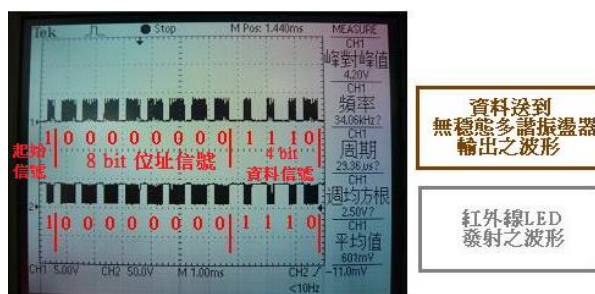 Tek Stop M Pos: 1.440ms MEASURE
CH1
峰對峰值
4.20V
CH1
頻率
34.06kHz?
CH1
周期
29.36us?
CH1
週均方根
2.50V?
CH1
平均值
601mV
1 0 0 0 0 0 0 0 0 1 1 1 0
起始
信號
8 bit 位址信號
4 bit
資料信號
1 0 0 0 0 0 0 0 0 1 1 1 0
CH1 5.00V CH2 50.0V M 1.00ms CH2 -11.0mV
<10Hz
資料送到
無穩態多諧振盪器
輸出之波形
紅外線LED
發射之波形